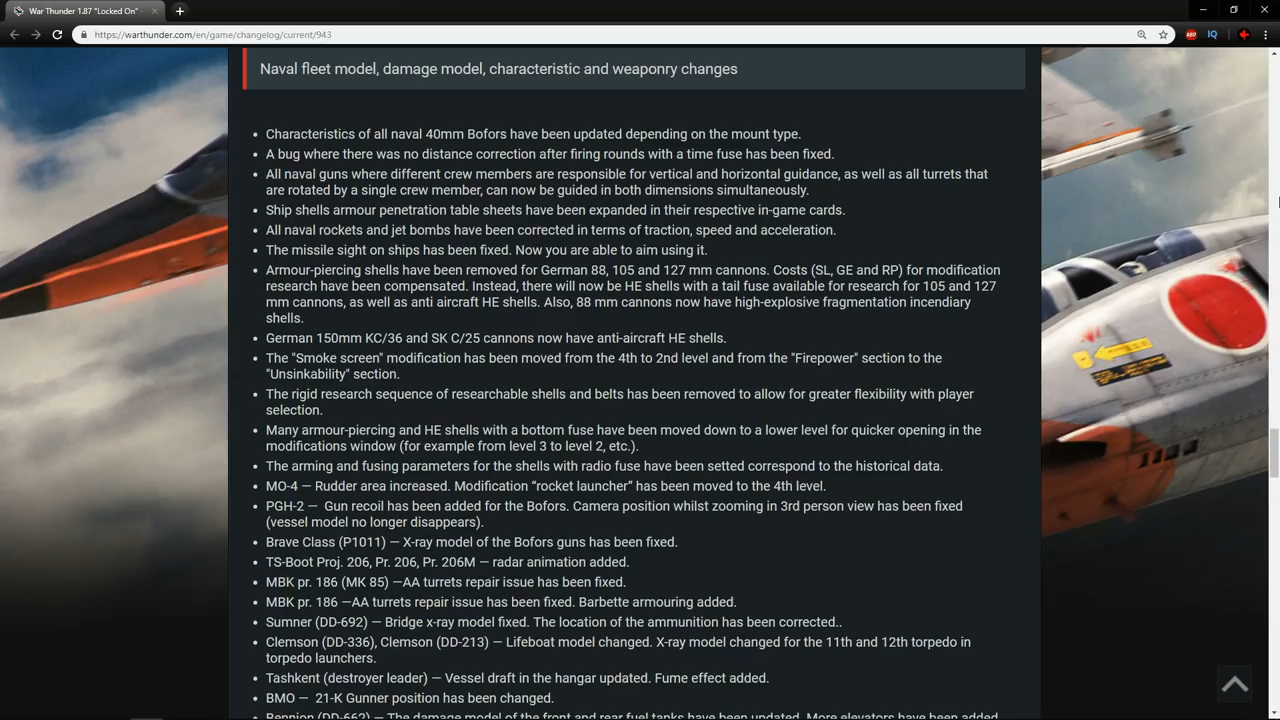 War Thunder 1.87 "Locked On" -
https://warthunder.com/en/game/changelog/current/943
ABP
IQ
Naval fleet model, damage model, characteristic and weaponry changes
Characteristics of all naval 40mm Bofors have been updated depending on the mount type.
A bug where there was no distance correction after firing rounds with a time fuse has been fixed.
All naval guns where different crew members are responsible for vertical and horizontal guidance, as well as all turrets that
are rotated by a single crew member, can now be guided in both dimensions simultaneously.
Ship shells armour penetration table sheets have been expanded in their respective in-game cards.
All naval rockets and jet bombs have been corrected in terms of traction, speed and acceleration.
The missile sight on ships has been fixed. Now you are able to aim using it.
Armour-piercing shells have been removed for German 88, 105 and 127 mm cannons. Costs (SL, GE and RP) for modification
research have been compensated. Instead, there will now be HE shells with a tail fuse available for research for 105 and 127
mm cannons, as well as anti aircraft HE shells. Also, 88 mm cannons now have high-explosive fragmentation incendiary
shells.
German 150mm KC/36 and SK C/25 cannons now have anti-aircraft HE shells.
The "Smoke screen" modification has been moved from the 4th to 2nd level and from the "Firepower" section to the
"Unsinkability" section.
The rigid research sequence of researchable shells and belts has been removed to allow for greater flexibility with player
selection.
Many armour-piercing and HE shells with a bottom fuse have been moved down to a lower level for quicker opening in the
modifications window (for example from level 3 to level 2, etc.).
The arming and fusing parameters for the shells with radio fuse have been setted correspond to the historical data.
MO-4 — Rudder area increased. Modification “rocket launcher” has been moved to the 4th level.
PGH-2 — Gun recoil has been added for the Bofors. Camera position whilst zooming in 3rd person view has been fixed
(vessel model no longer disappears).
Brave Class (P1011) — X-ray model of the Bofors guns has been fixed.
TS-Boot Proj. 206, Pr. 206, Pr. 206M — radar animation added.
MBK pr. 186 (MK 85) —AA turrets repair issue has been fixed.
MBK pr. 186 —AA turrets repair issue has been fixed. Barbette armouring added.
Sumner (DD-692) — Bridge x-ray model fixed. The location of the ammunition has been corrected..
Clemson (DD-336), Clemson (DD-213) — Lifeboat model changed. X-ray model changed for the 11th and 12th torpedo in
torpedo launchers.
Tashkent (destroyer leader) — Vessel draft in the hangar updated. Fume effect added.
BMO — 21-K Gunner position has been changed.
Bennion (DD-662) — The damage model of the front and rear fuel tanks have been updated. More elevators have been added